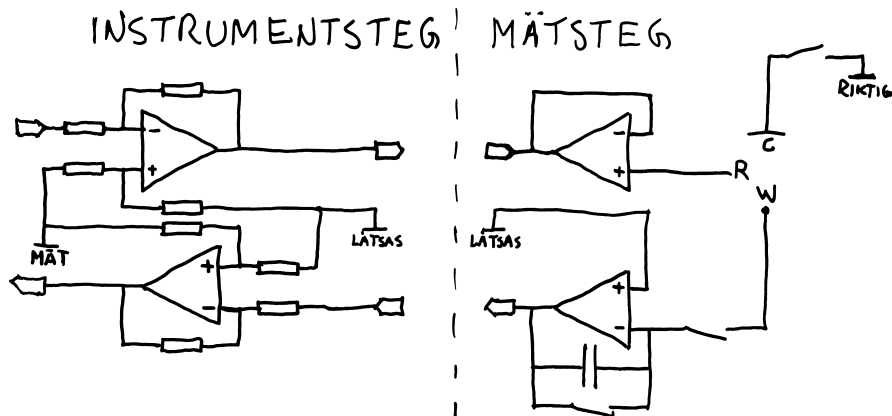 INSTRUMENTSTEG
MÄTSTEG
RIKTIG
C
R
W
MÄT
LÅTSAS
LÅTSAS
- +
+ -
- +
+ -